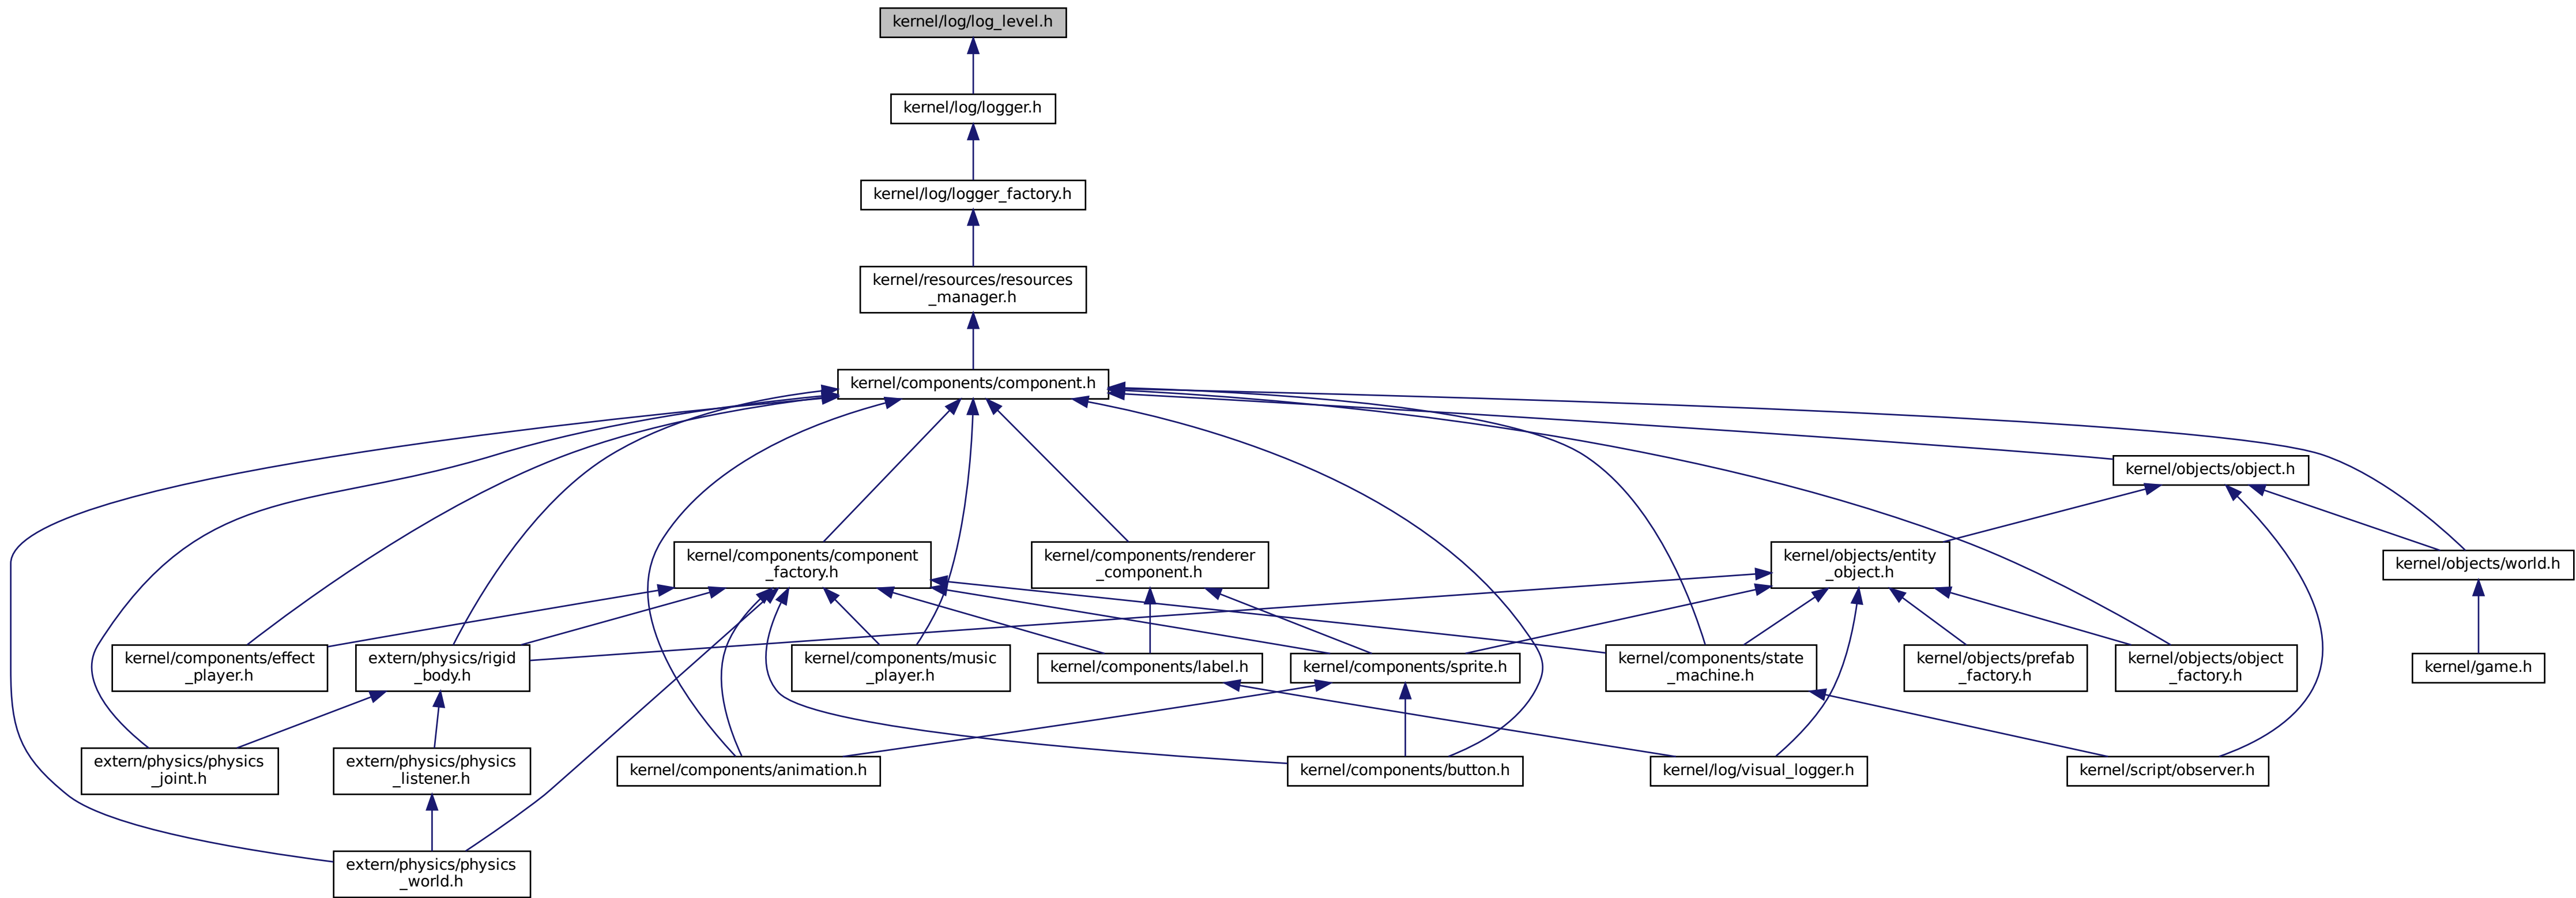 kernel/log/log_level.h
kernel/log/logger.h
kernel/log/logger_factory.h
kernel/resources/resources
_manager.h
kernel/components/component.h
kernel/objects/object.h
kernel/components/component
_factory.h
kernel/components/renderer
_component.h
kernel/objects/entity
_object.h
kernel/objects/world.h
kernel/components/effect
_player.h
extern/physics/rigid
_body.h
kernel/components/music
_player.h
kernel/components/label.h
kernel/components/sprite.h
kernel/components/state
_machine.h
kernel/objects/prefab
_factory.h
kernel/objects/object
_factory.h
kernel/game.h
extern/physics/physics
_joint.h
extern/physics/physics
_listener.h
kernel/components/animation.h
kernel/components/button.h
kernel/log/visual_logger.h
kernel/script/observer.h
extern/physics/physics
_world.h